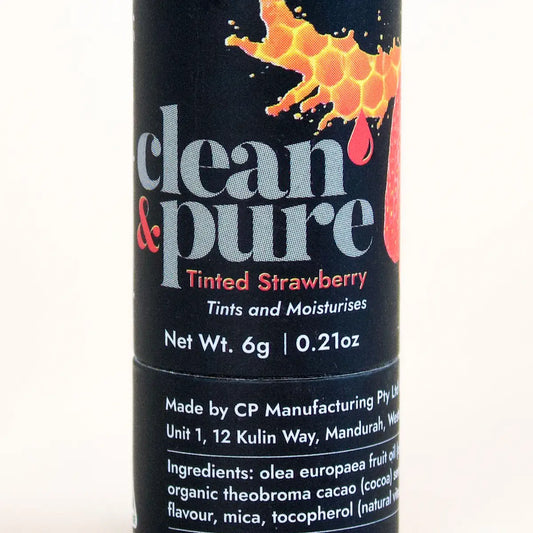 clean
& pure
Tinted Strawberry
Tints and Moisturises
Net Wt. 6g | 0.21oz
Made by CP Manufacturing Pty Ltd
Unit 1, 12 Kulin Way, Mandurah,
Ingredients: olea europaea fruit oil
organic theobroma cacao (cocoa)
flavour, mica, tocopherol (natural